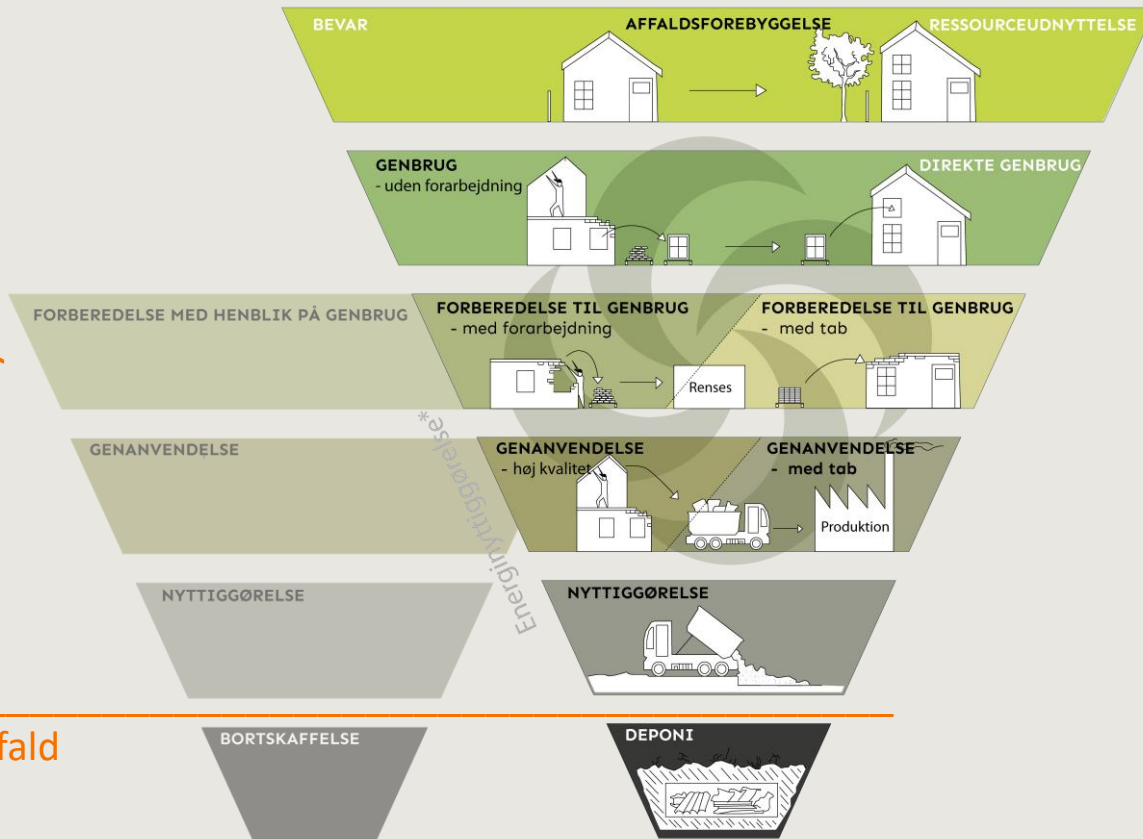 BEVAR
AFFALDSFOREBYGGELSE
RESSOURCEUDNYTTELSE
GENBRUG
- uden forarbejdning
DIREKTE GENBRUG
FORBEREDELSE MED HENBLIK PÅ GENBRUG
FORBEREDELSE TIL GENBRUG
- med forarbejdning
FORBEREDELSE TIL GENBRUG
- med tab
Renses
Energinyttiggørelse*
GENANVENDELSE
GENANVENDELSE
- høj kvalitet
GENANVENDELSE
- med tab
Produktion
NYTTIGGØRELSE
NYTTIGGØRELSE
fald
BORTSKAFFELSE
DEPONI